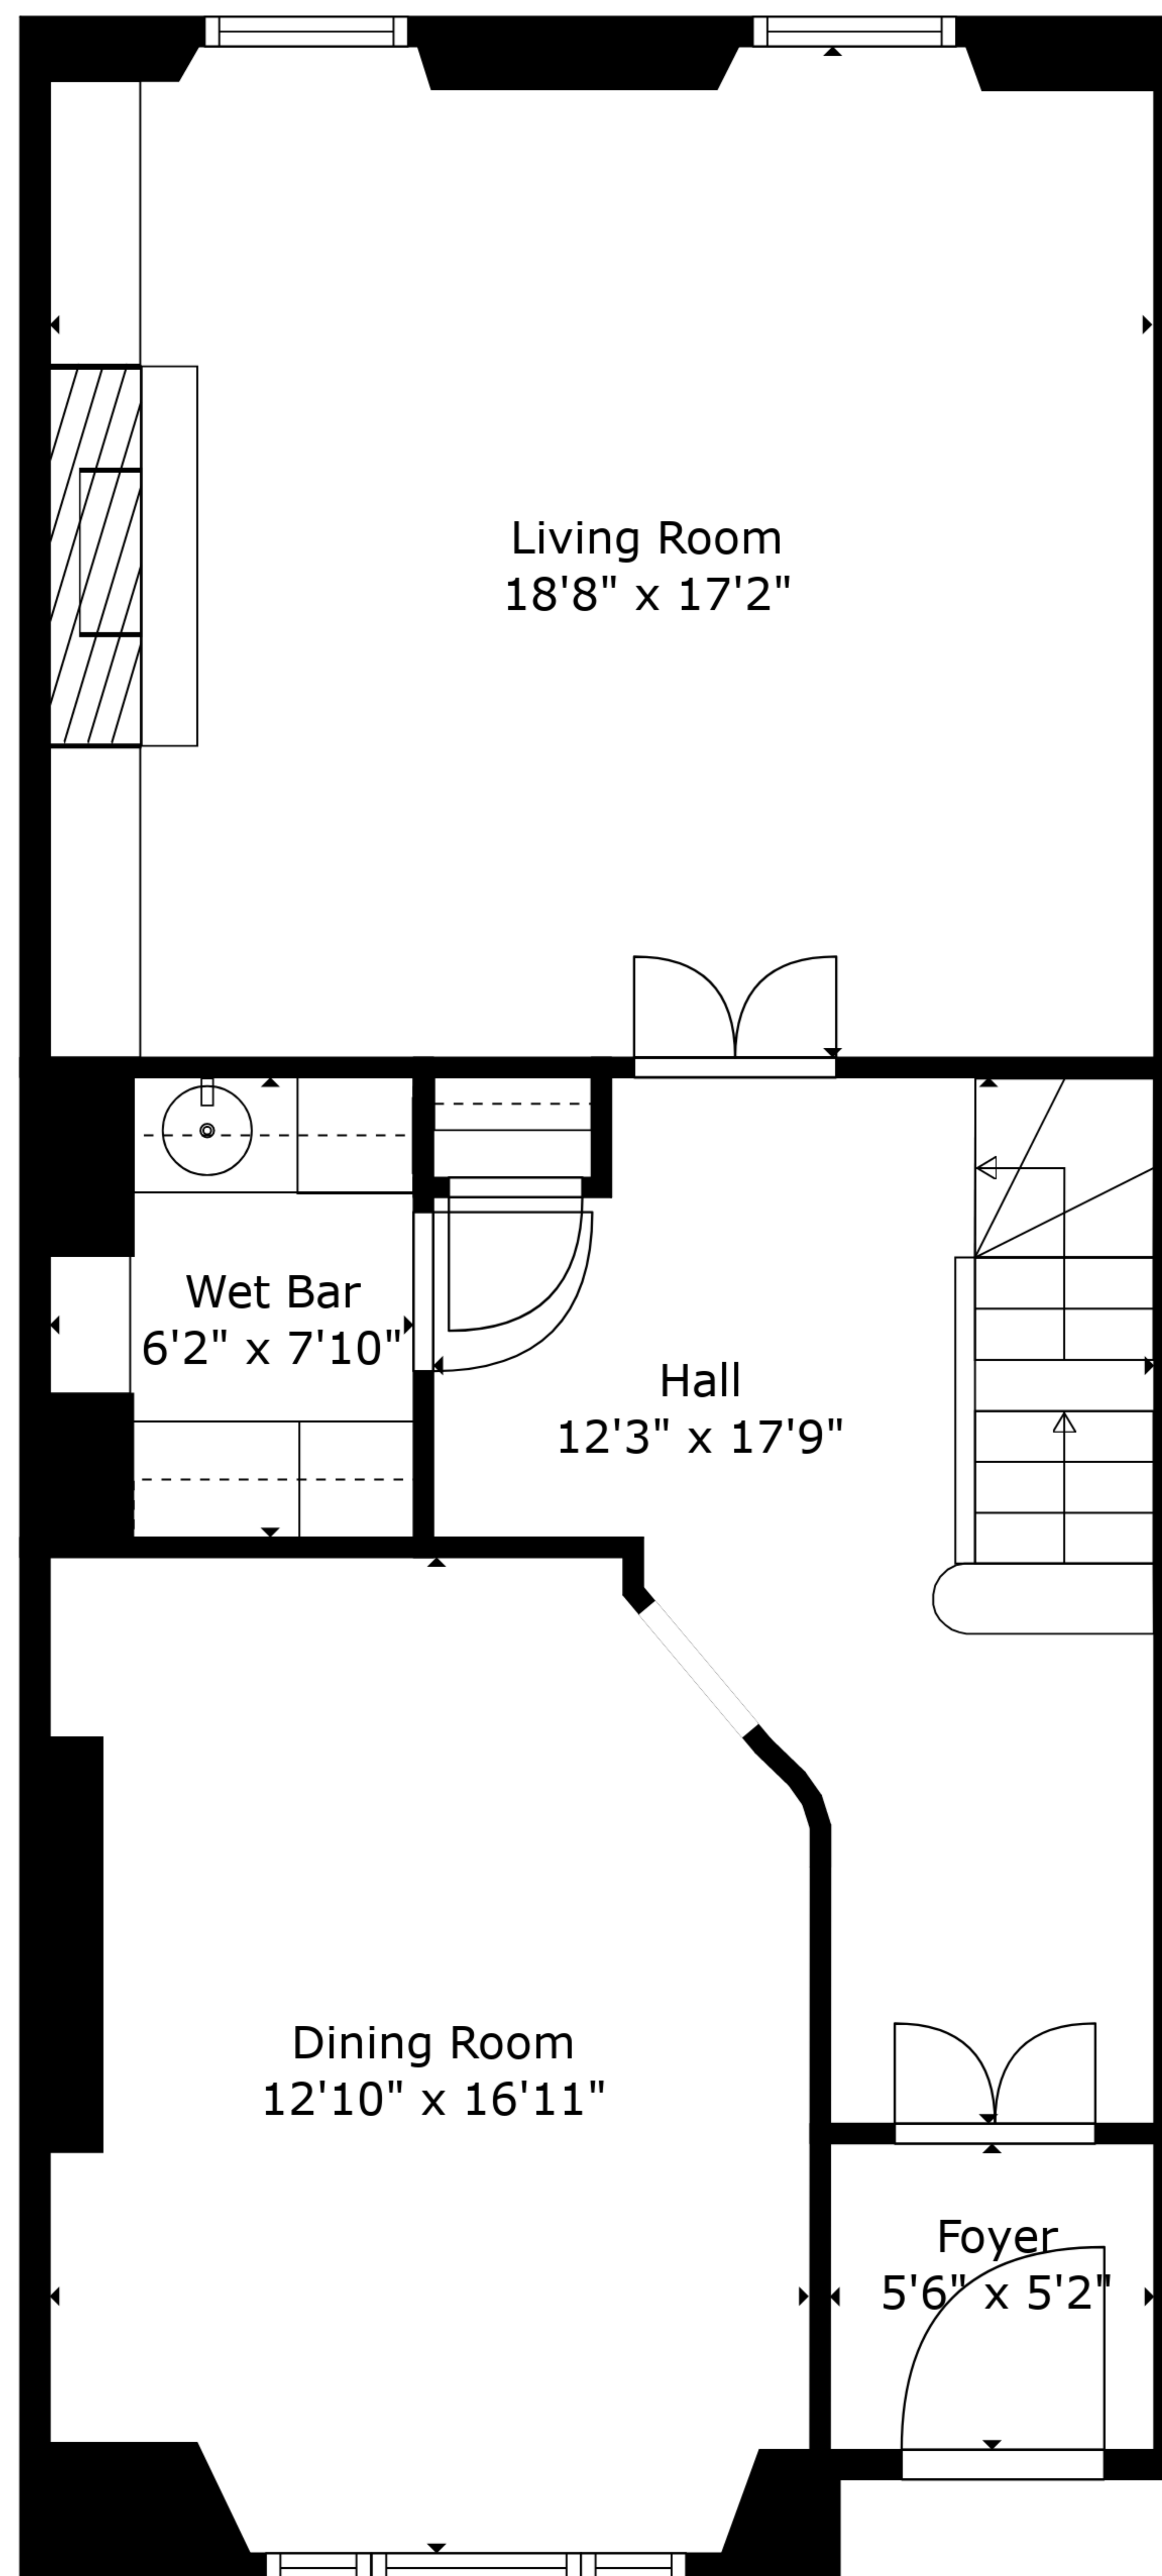 Living Room
18'8" x 17'2"
Wet Bar
6'2" x 7'10"
Hall
12'3" x 17'9"
Dining Room
12'10" x 16'11"
Foyer
5'6" x 5'2"